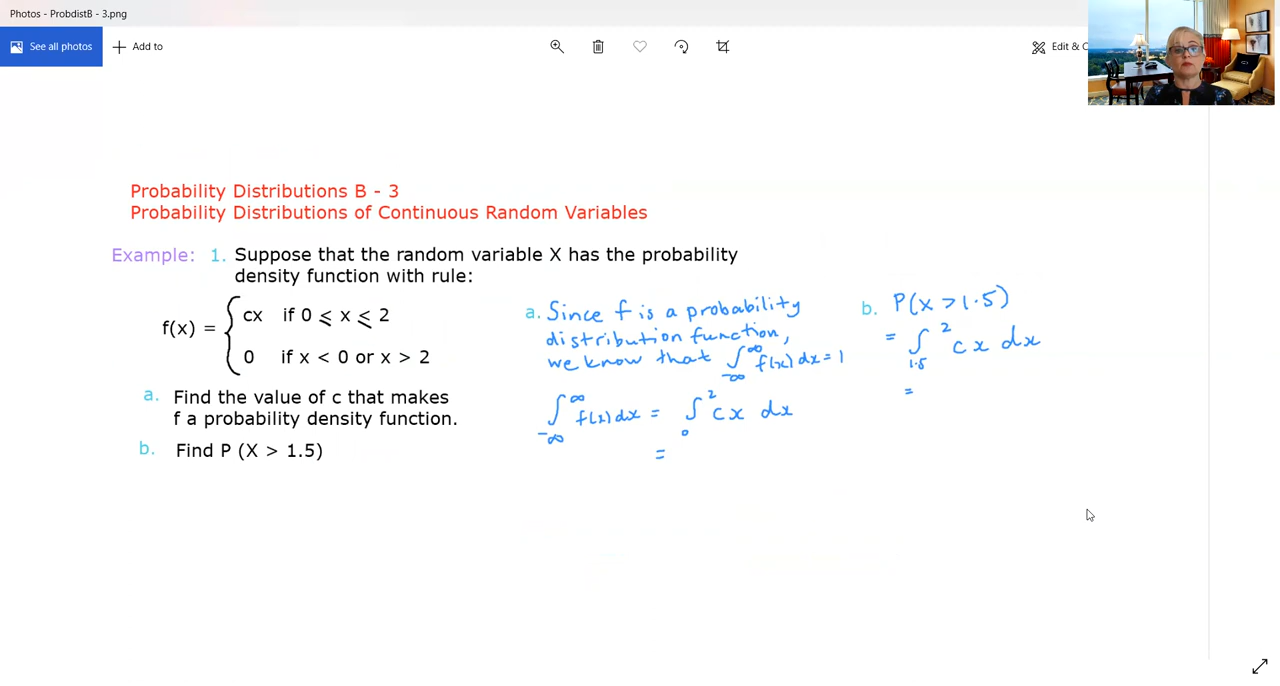 Photos - ProbdistB - 3.png
See all photos
Add to
Edit & C
Probability Distributions B - 3
Probability Distributions of Continuous Random Variables
Example: 1. Suppose that the random variable X has the probability
density function with rule:
f(x) = { cx if 0 ⩽ x ⩽ 2
0 if x < 0 or x > 2
a. Find the value of c that makes
f a probability density function.
b. Find P (X > 1.5)
a. Since f is a probability
distribution function,
we know that ∫_{-∞}^{∞} f(x) dx = 1
∫_{-∞}^{∞} f(x) dx = ∫_0^2 cx dx
=
b. P(X > 1.5)
= ∫_{1.5}^{2} cx dx
=